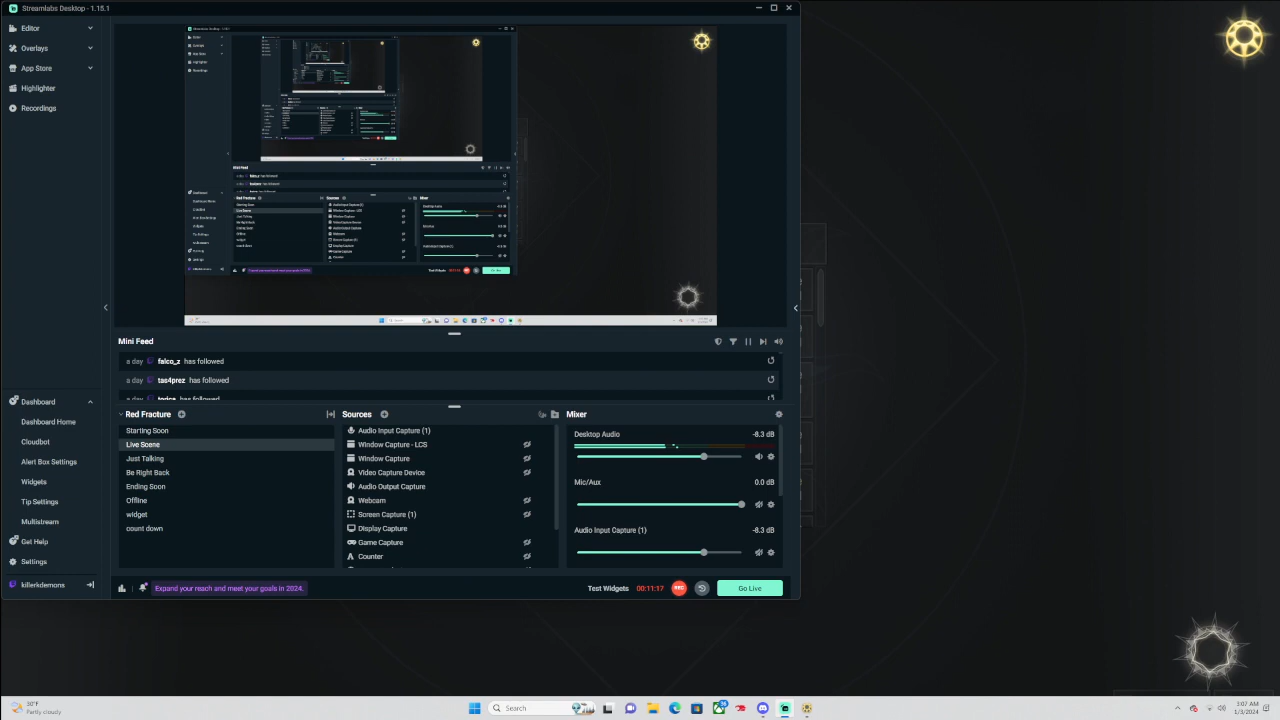 Streamlabs Desktop - 1.15.1
Editor
Overlays
App Store
Highlighter
Recordings
Mini Feed
a day falco_z has followed
a day tas4prez has followed
Dashboard
Dashboard Home
Cloudbot
Alert Box Settings
Widgets
Tip Settings
Multistream
Get Help
Settings
killerkdemons
Red Fracture
Starting Soon
Live Scene
Just Talking
Be Right Back
Ending Soon
Offline
widget
count down
Sources
Audio Input Capture (1)
Window Capture - LCS
Window Capture
Video Capture Device
Audio Output Capture
Webcam
Screen Capture (1)
Display Capture
Game Capture
Counter
Mixer
Desktop Audio -8.3 dB
Mic/Aux 0.0 dB
Audio Input Capture (1) -8.3 dB
Expand your reach and meet your goals in 2024.
Test Widgets 00:11:17 REC Go Live
30°F
Partly cloudy
Search
3:07 AM
1/3/2024